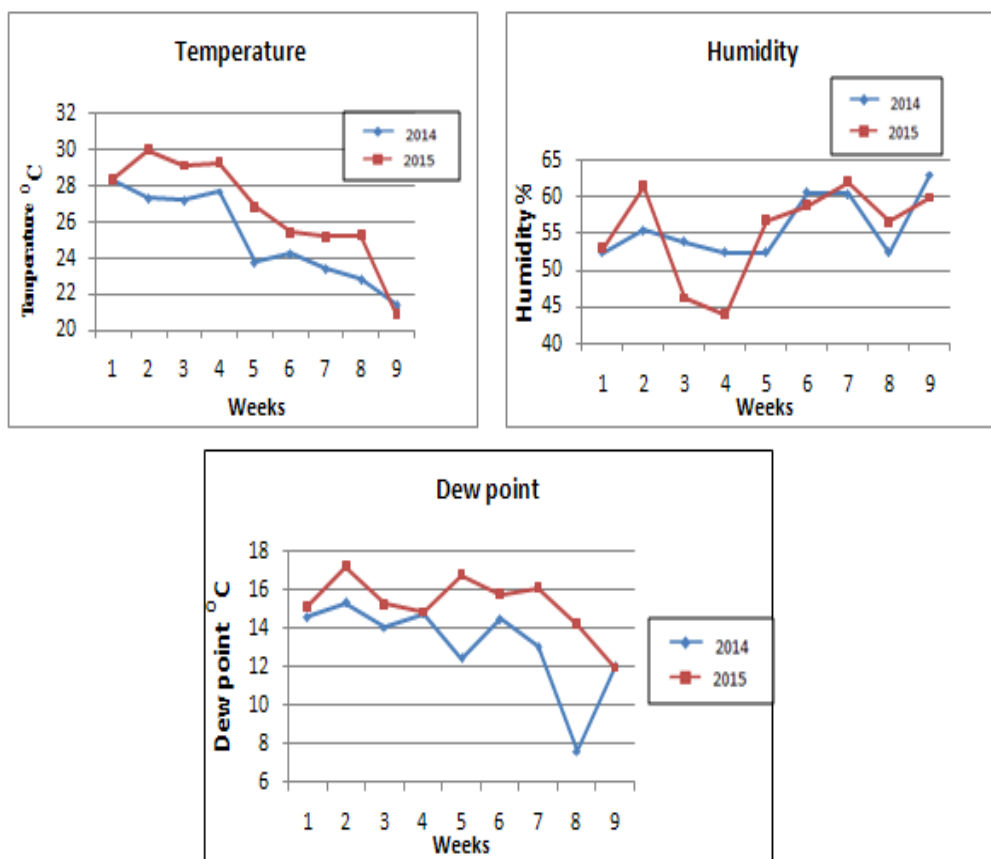 Temperature
32
30
28
26
24
22
20
Temperature °C
1 2 3 4 5 6 7 8 9
Weeks
2014
2015
Humidity
65
60
55
50
45
40
Humidity %
1 2 3 4 5 6 7 8 9
Weeks
2014
2015
Dew point
18
16
14
12
10
8
6
Dew point °C
1 2 3 4 5 6 7 8 9
Weeks
2014
2015